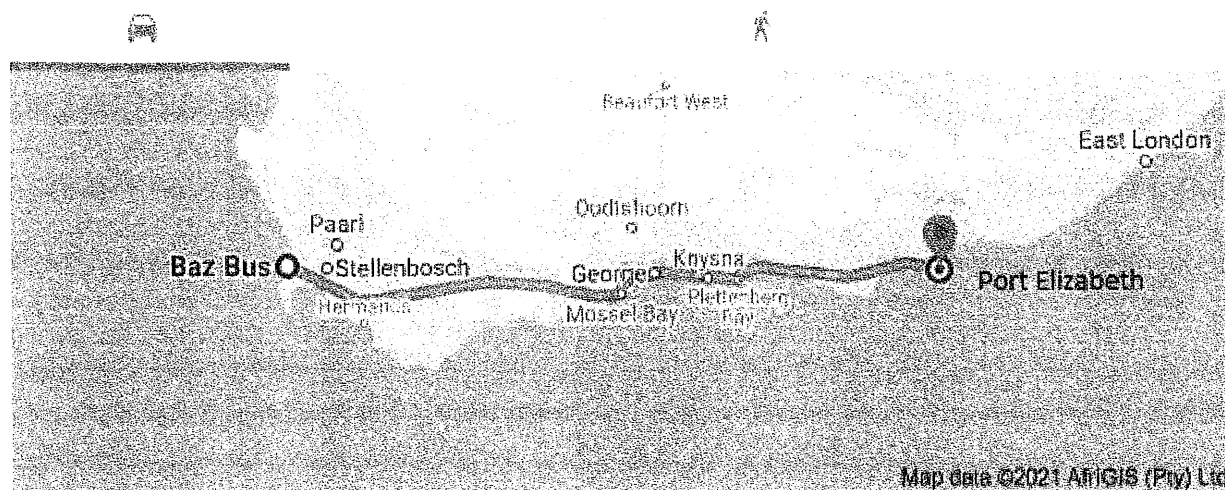 Beaufort West
East London
Oudtshoorn
Paarl
Knysna
Baz Bus
Stellenbosch
George
Port Elizabeth
Hermanus
Mossel Bay
Plettenberg
Bay
Map data ©2021 AfriGIS (Pty) Ltd